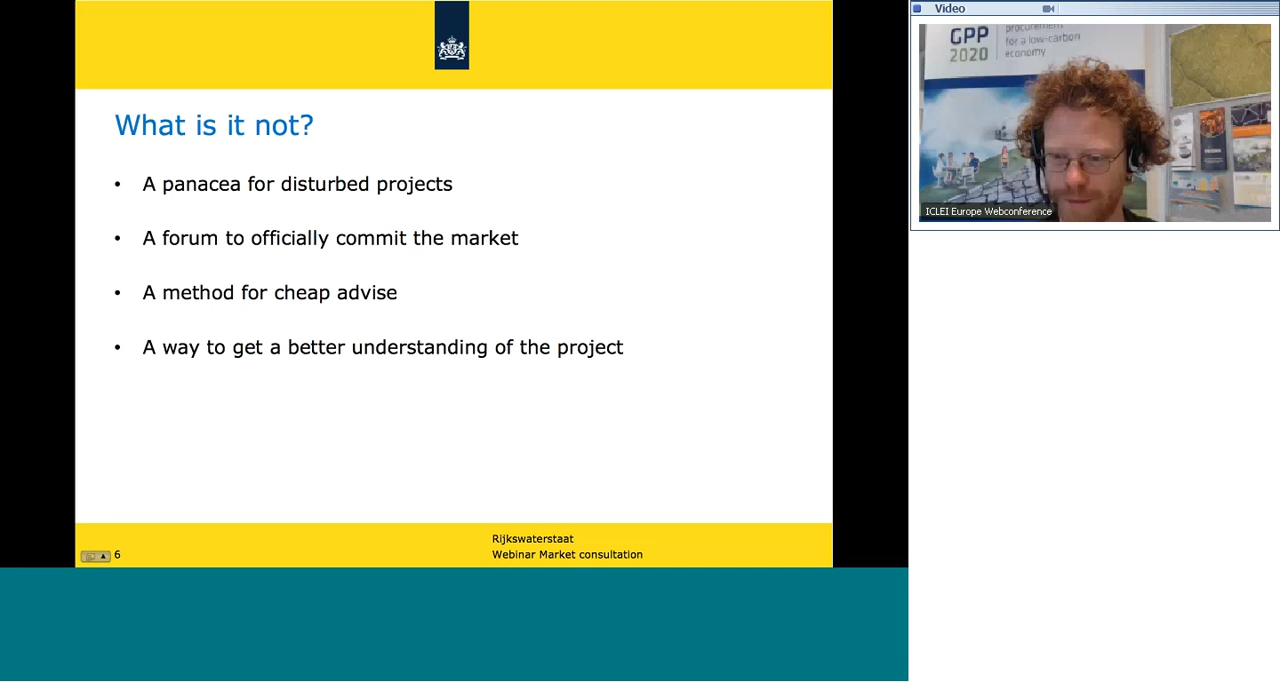 What is it not?
• A panacea for disturbed projects
• A forum to officially commit the market
• A method for cheap advise
• A way to get a better understanding of the project
Rijkswaterstaat
Webinar Market consultation
6
Video
GPP
2020
procurement
for a low-carbon
economy
ICLEI Europe Webconference